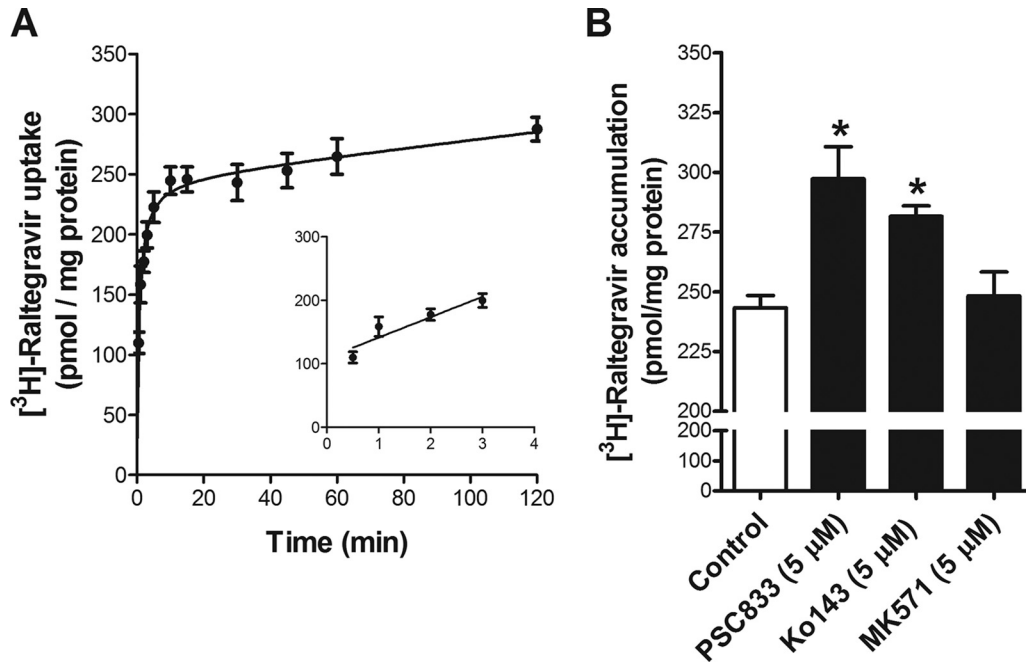 A
[³H]-Raltegravir uptake
(pmol / mg protein)
350
300
250
200
150
100
50
0
0 20 40 60 80 100 120
Time (min)
300
200
100
0
0 1 2 3 4
B
[³H]-Raltegravir accumulation
(pmol/mg protein)
350
325
300
275
250
225
200
200
100
0
*
*
Control
PSC833 (5 µM)
Ko143 (5 µM)
MK571 (5 µM)